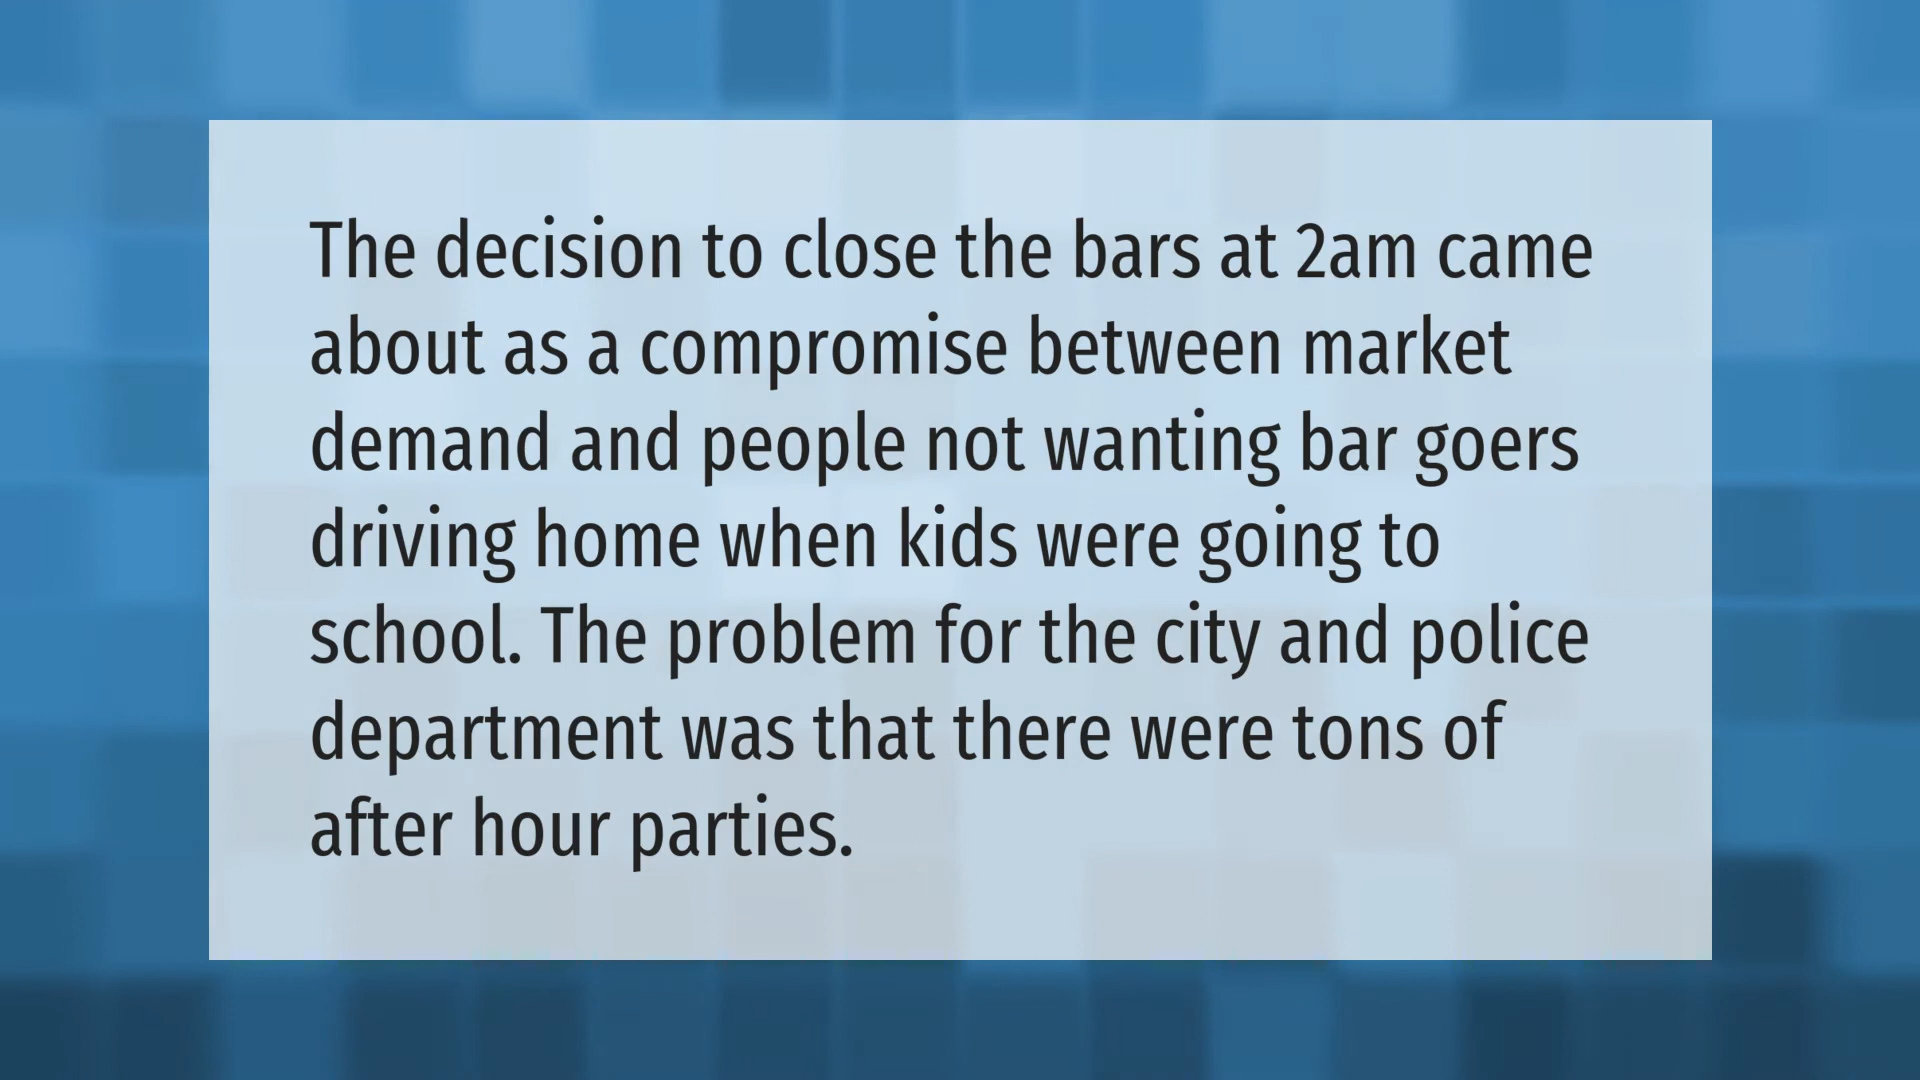 The decision to close the bars at 2am came
about as a compromise between market
demand and people not wanting bar goers
driving home when kids were going to
school. The problem for the city and police
department was that there were tons of
after hour parties.